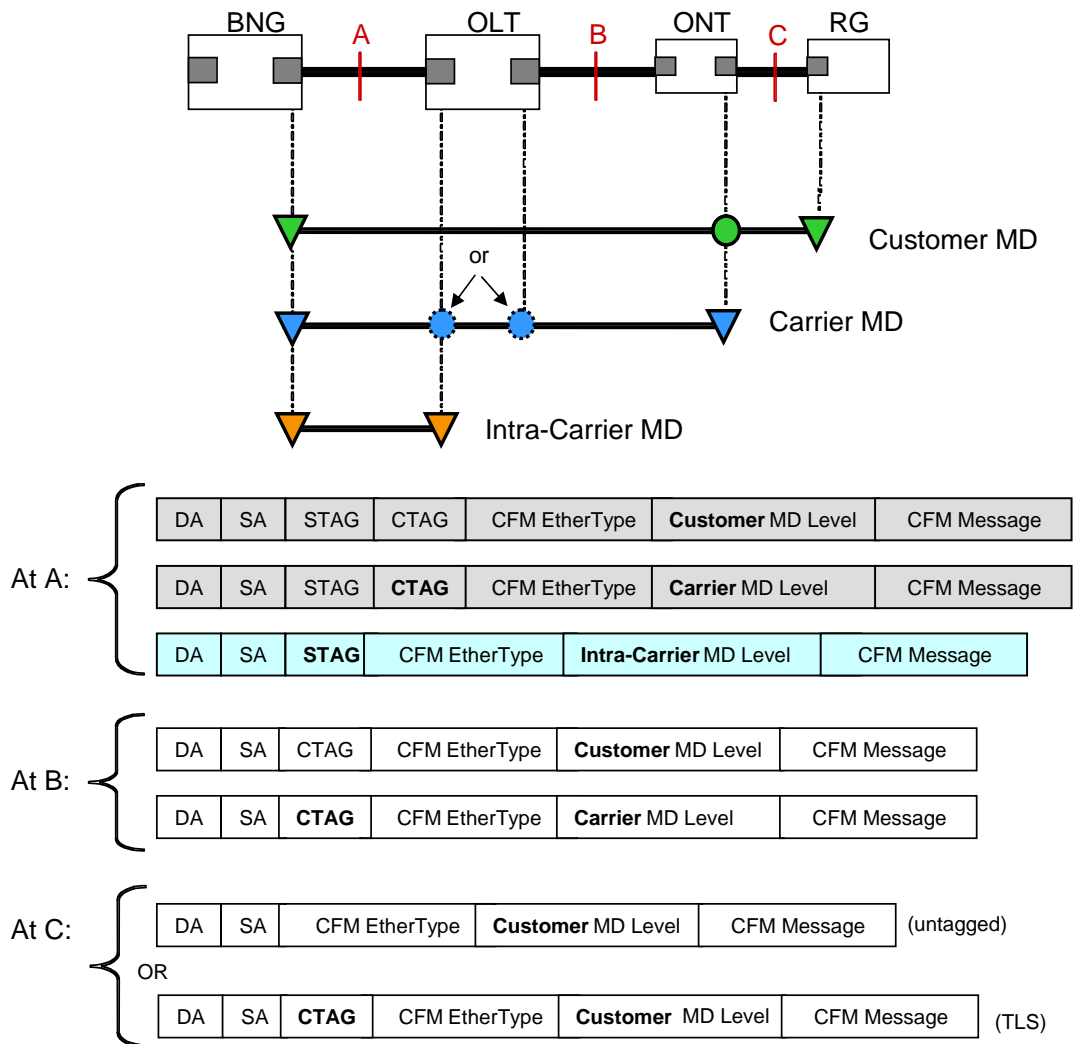 BNG OLT ONT RG
A B C
Customer MD
or
Carrier MD
Intra-Carrier MD
At A:
DA SA STAG CTAG CFM EtherType Customer MD Level CFM Message
DA SA STAG CTAG CFM EtherType Carrier MD Level CFM Message
DA SA STAG CFM EtherType Intra-Carrier MD Level CFM Message
At B:
DA SA CTAG CFM EtherType Customer MD Level CFM Message
DA SA CTAG CFM EtherType Carrier MD Level CFM Message
At C:
DA SA CFM EtherType Customer MD Level CFM Message (untagged)
OR
DA SA CTAG CFM EtherType Customer MD Level CFM Message (TLS)